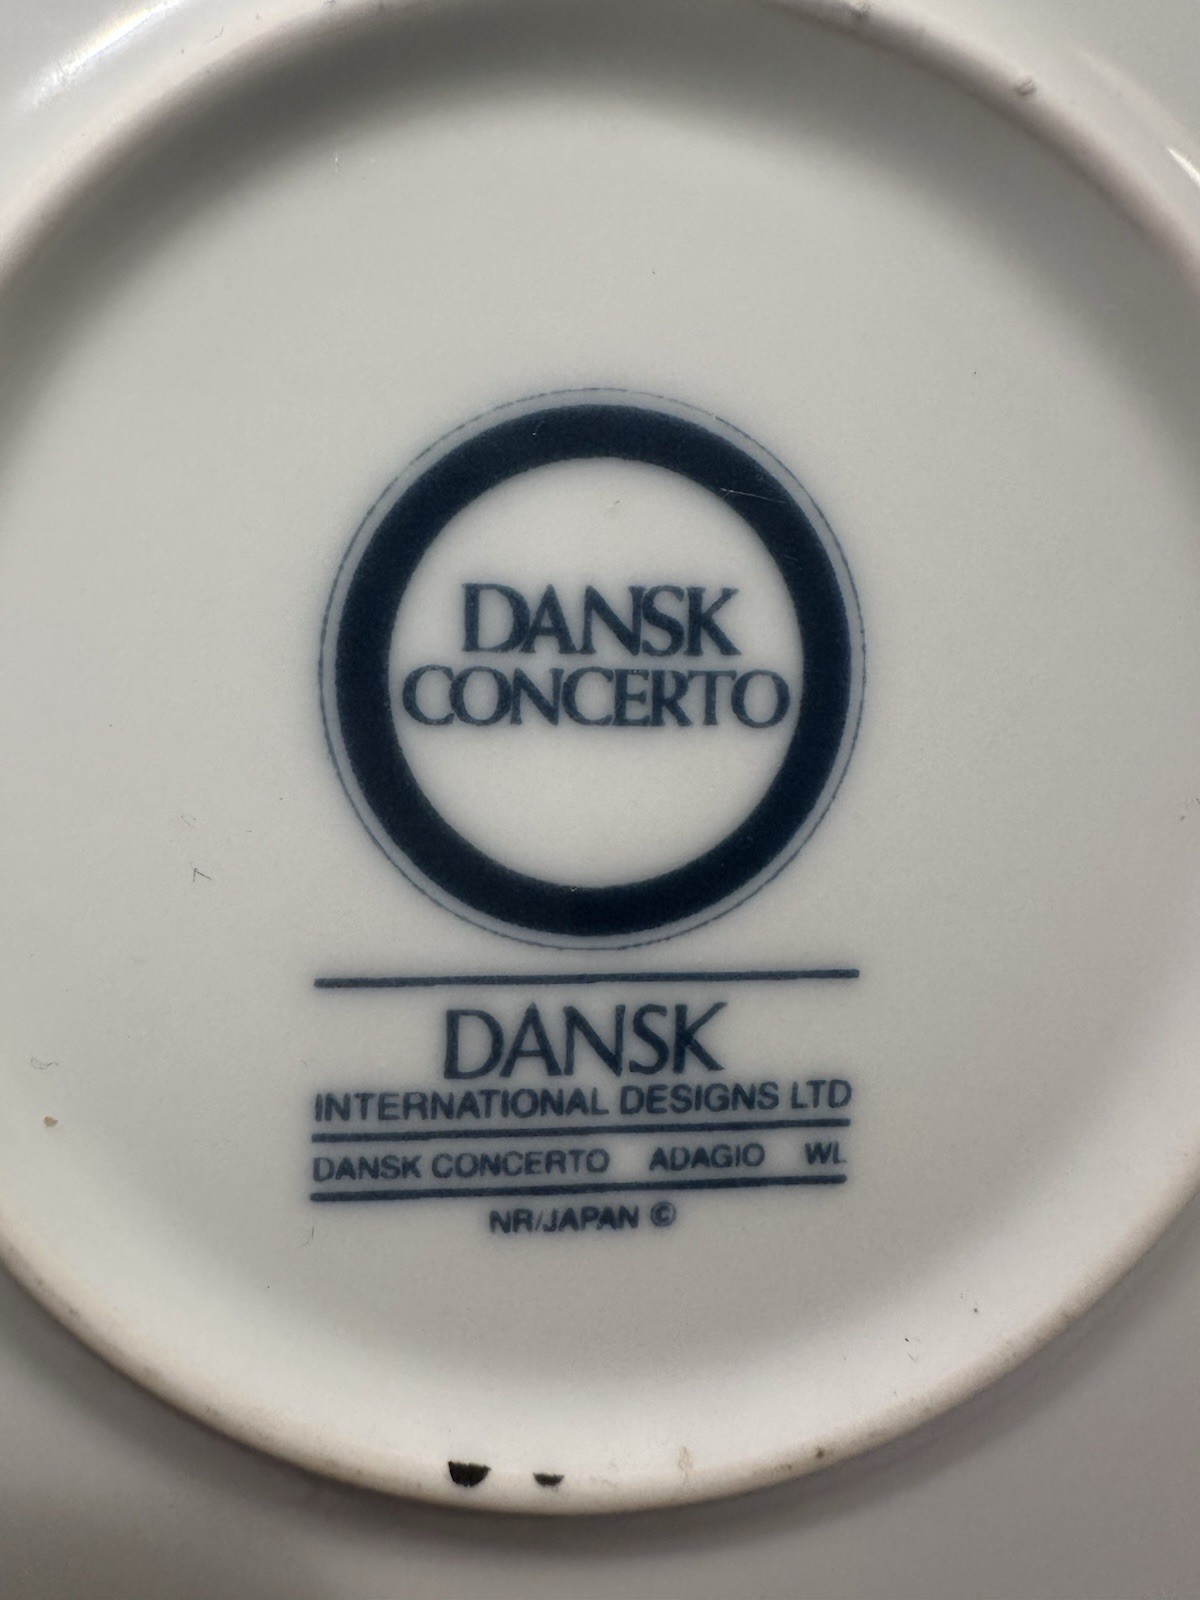 DANSK
CONCERTO
DANSK
INTERNATIONAL DESIGNS LTD
DANSK CONCERTO ADAGIO WL
NR/JAPAN ©